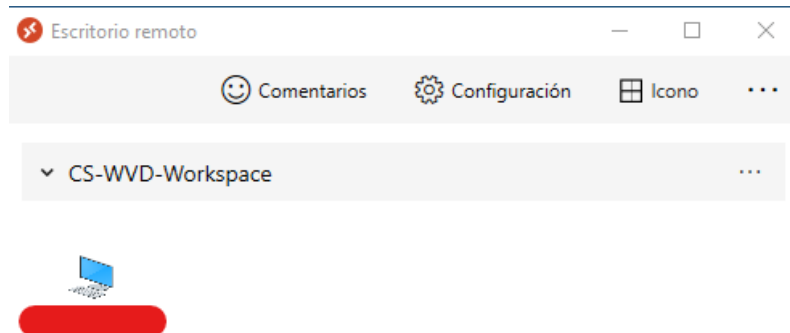 Escritorio remoto
Comentarios Configuración Icono ...
CS-WVD-Workspace ...